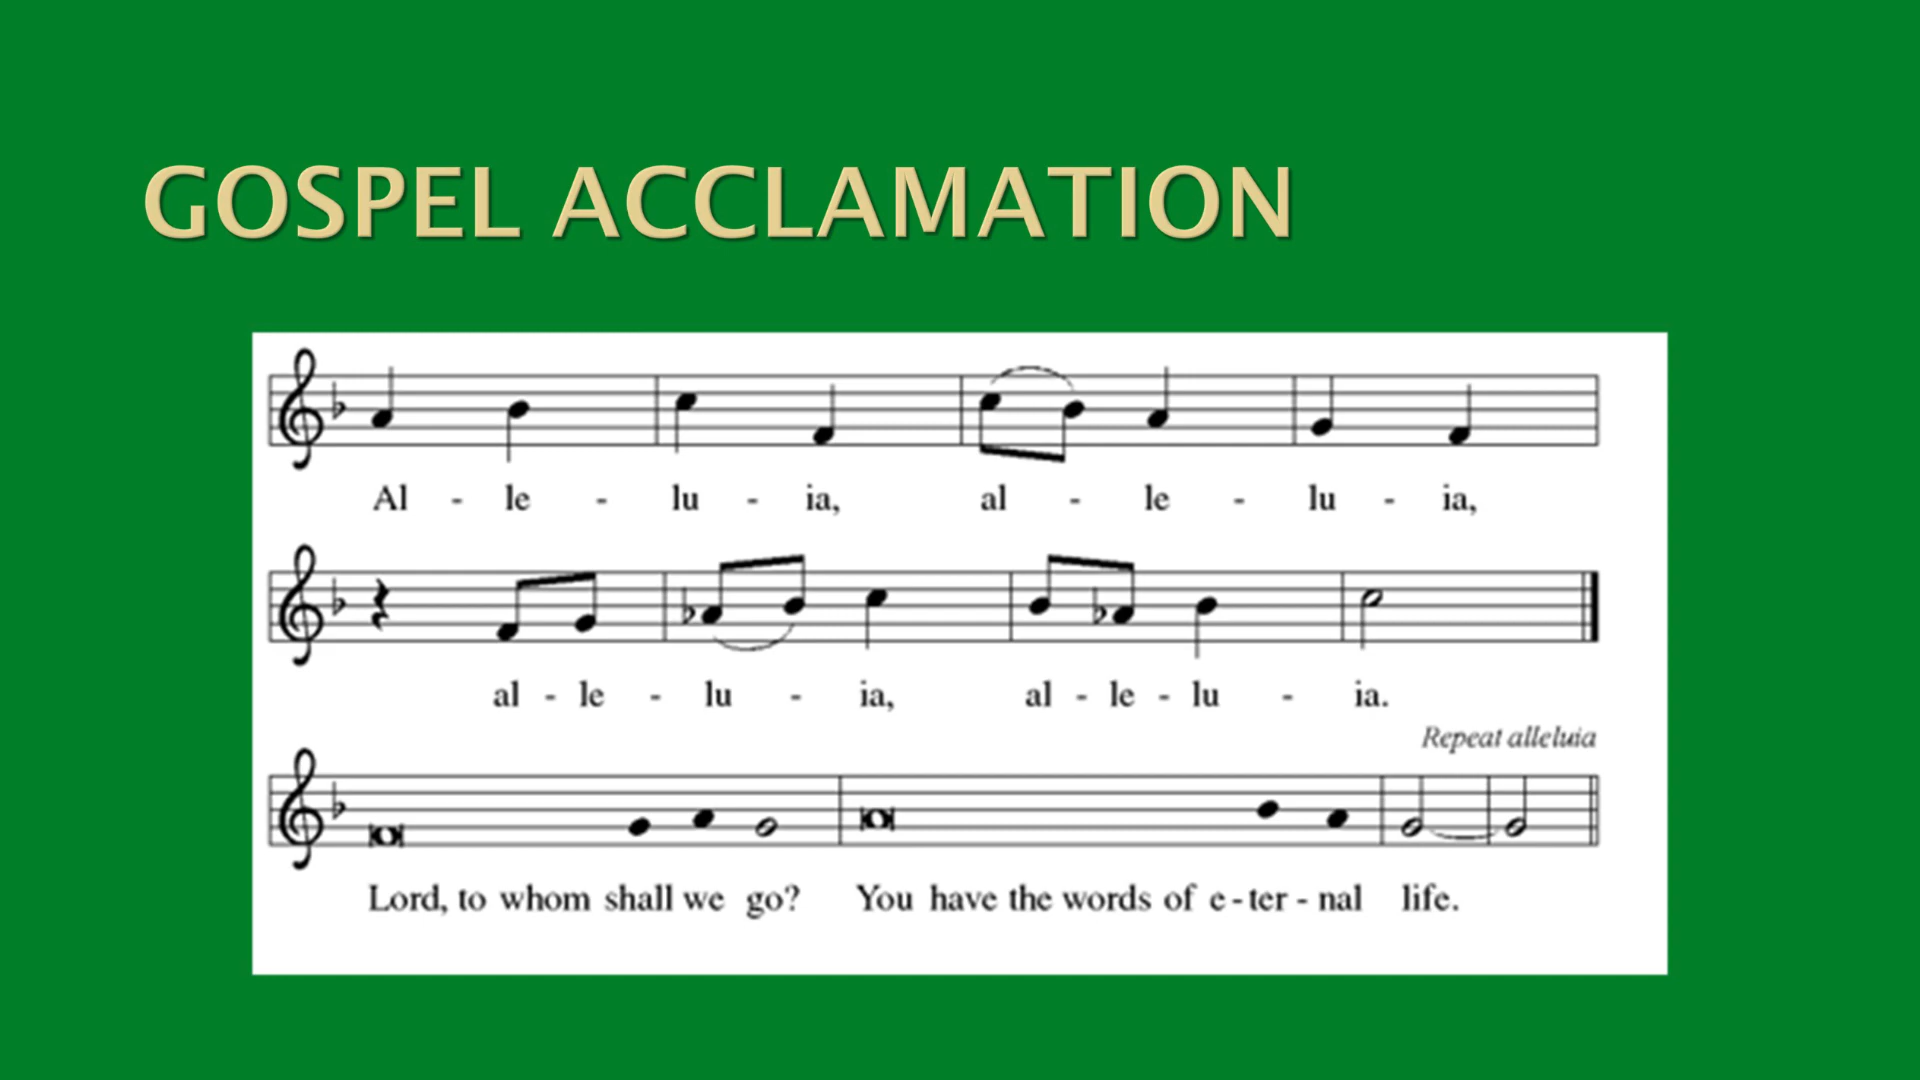 GOSPEL ACCLAMATION
Al - le - lu - ia, al - le - lu - ia,
al - le - lu - ia, al - le - lu - ia.
Repeat alleluia
Lord, to whom shall we go? You have the words of e - ter - nal life.